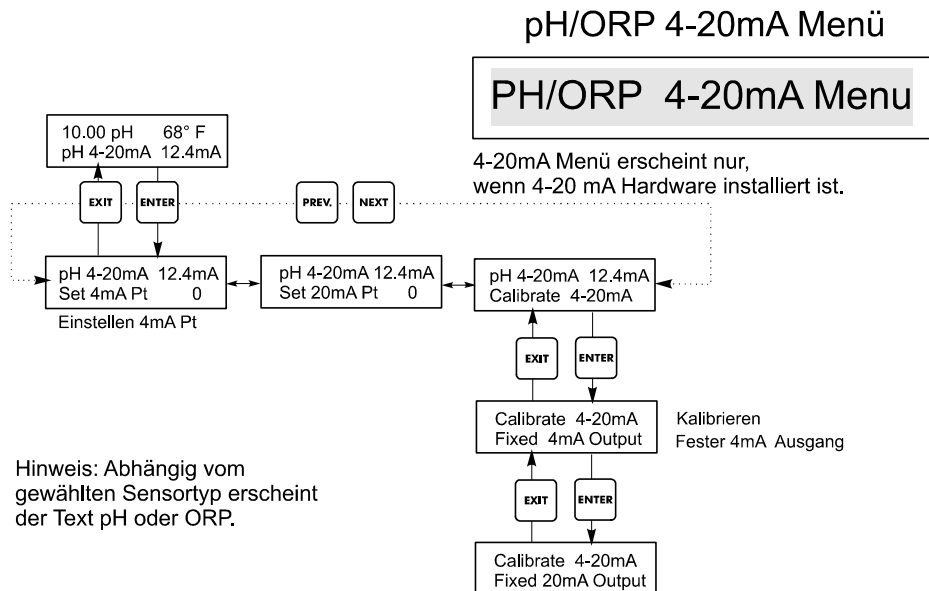 pH/ORP 4-20mA Menü
PH/ORP 4-20mA Menu
4-20mA Menü erscheint nur,
wenn 4-20 mA Hardware installiert ist.
10.00 pH 68° F
pH 4-20mA 12.4mA
EXIT
ENTER
PREV.
NEXT
pH 4-20mA 12.4mA
Set 4mA Pt 0
Einstellen 4mA Pt
pH 4-20mA 12.4mA
Set 20mA Pt 0
pH 4-20mA 12.4mA
Calibrate 4-20mA
EXIT
ENTER
Calibrate 4-20mA
Fixed 4mA Output
Kalibrieren
Fester 4mA Ausgang
Hinweis: Abhängig vom
gewählten Sensortyp erscheint
der Text pH oder ORP.
EXIT
ENTER
Calibrate 4-20mA
Fixed 20mA Output